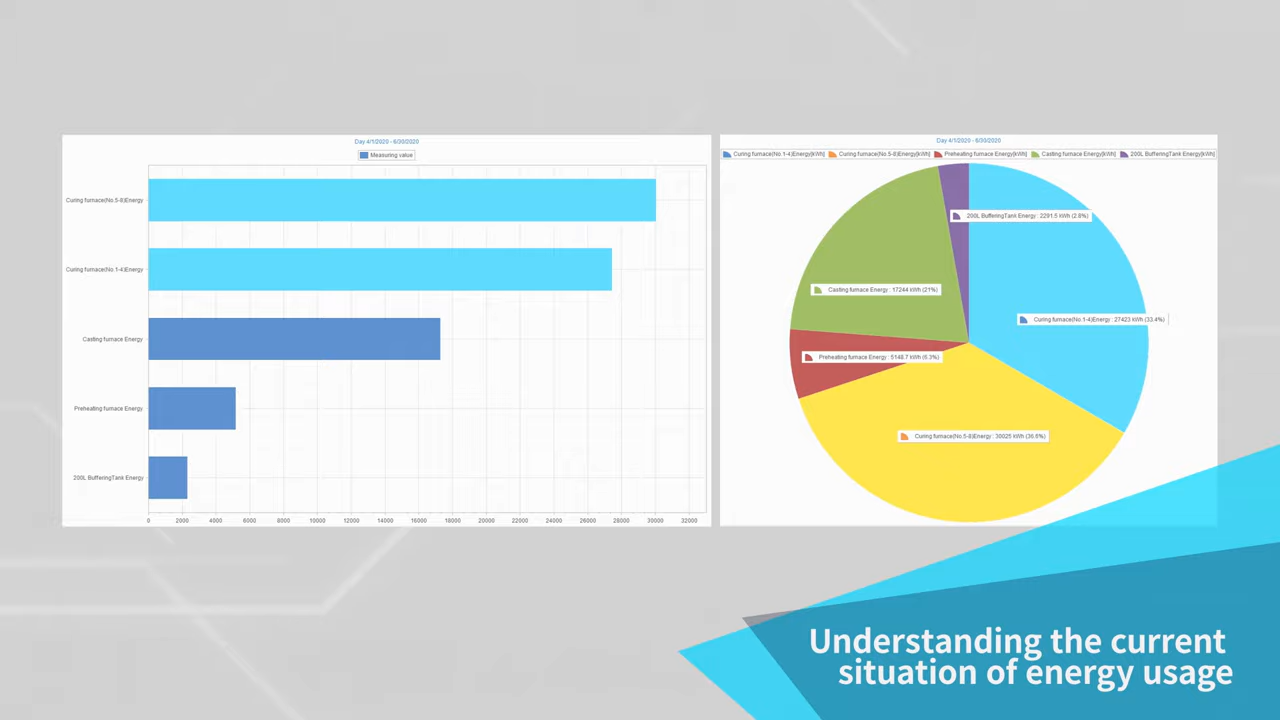 Day 4/1/2020 - 6/30/2020
Measuring value
Curing furnace(No.5-8)Energy
Curing furnace(No.1-4)Energy
Casting furnace Energy
Preheating furnace Energy
200L BufferingTank Energy
0 2000 4000 6000 8000 10000 12000 14000 16000 18000 20000 22000 24000 26000 28000 30000 32000
Day 4/1/2020 - 6/30/2020
Curing furnace(No.1-4)Energy[kWh] Curing furnace(No.5-8)Energy[kWh] Preheating furnace Energy[kWh] Casting furnace Energy[kWh] 200L BufferingTank Energy[kWh]
200L BufferingTank Energy : 2291.5 kWh (2.8%)
Casting furnace Energy : 17244 kWh (21%)
Curing furnace(No.1-4)Energy : 27423 kWh (33.4%)
Preheating furnace Energy : 5148.7 kWh (6.3%)
Curing furnace(No.5-8)Energy : 30025 kWh (36.6%)
Understanding the current
situation of energy usage